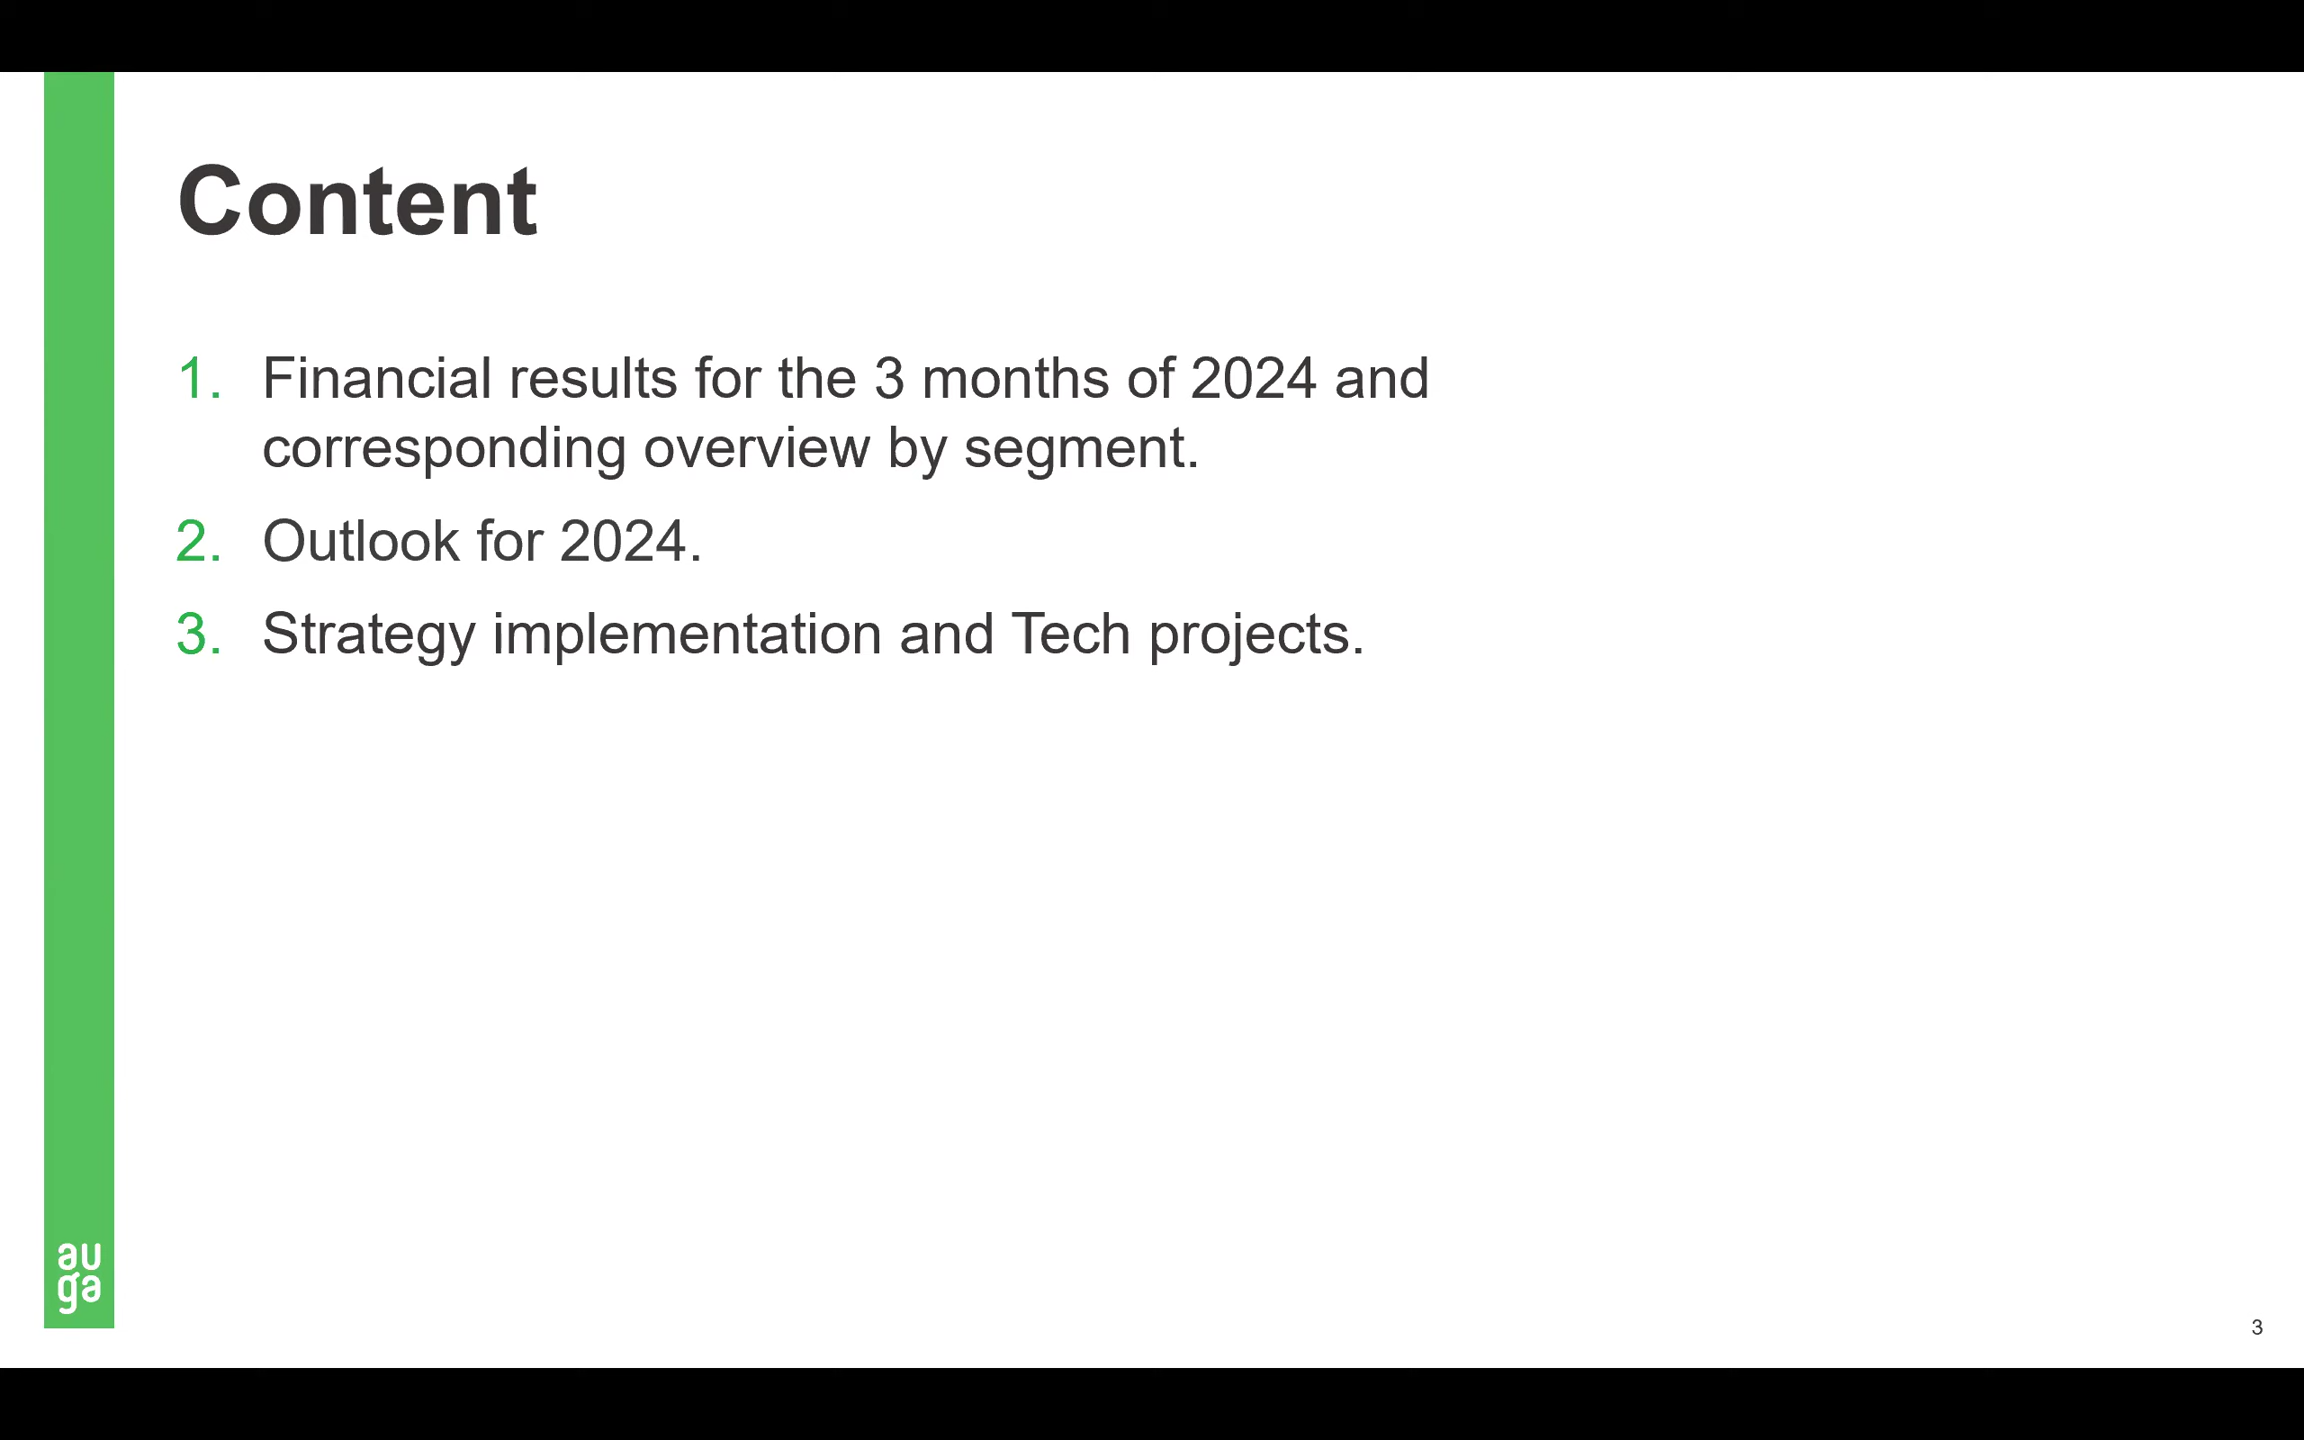 Content
1. Financial results for the 3 months of 2024 and
corresponding overview by segment.
2. Outlook for 2024.
3. Strategy implementation and Tech projects.
au
ga
3